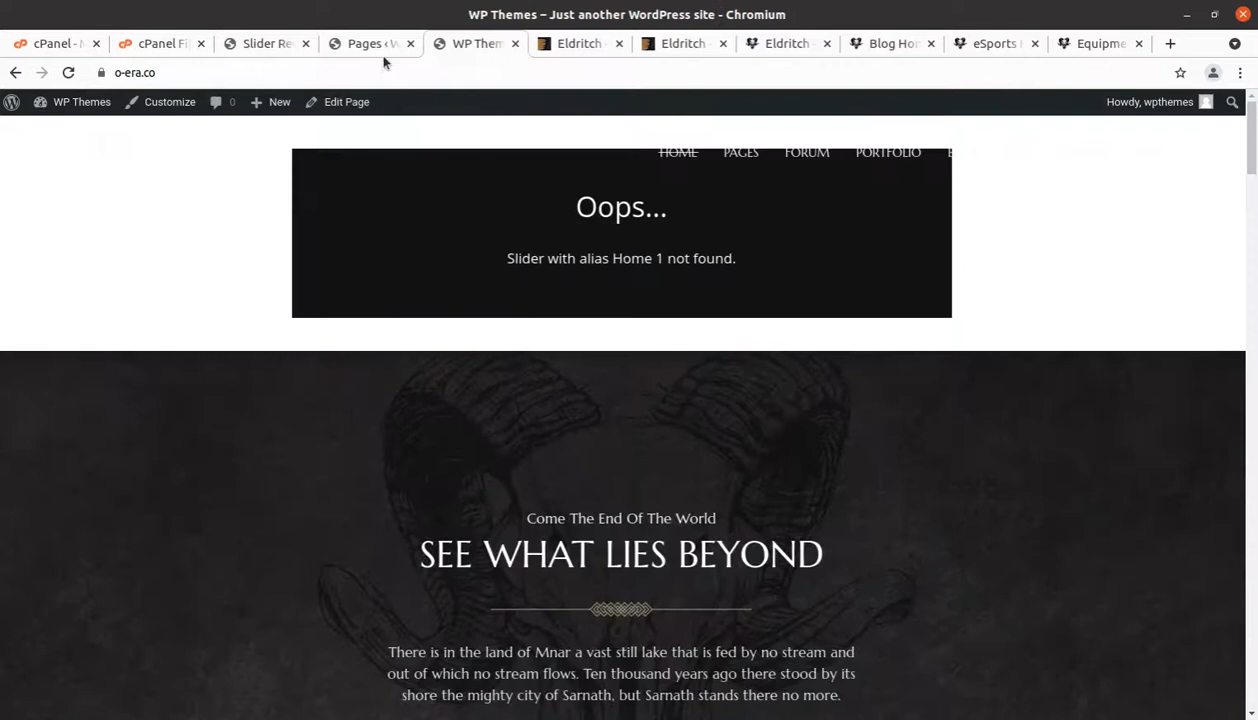 WP Themes – Just another WordPress site - Chromium
cPanel - M
cPanel Fi
Slider Re
Pages ‹ W
WP Them
Eldritch
Eldritch -
Eldritch -
Blog Hom
eSports H
Equipme
o-era.co
WP Themes
Customize
0
New
Edit Page
Howdy, wpthemes
HOME PAGES FORUM PORTFOLIO
Oops...
Slider with alias Home 1 not found.
Come The End Of The World
SEE WHAT LIES BEYOND
There is in the land of Mnar a vast still lake that is fed by no stream and
out of which no stream flows. Ten thousand years ago there stood by its
shore the mighty city of Sarnath, but Sarnath stands there no more.